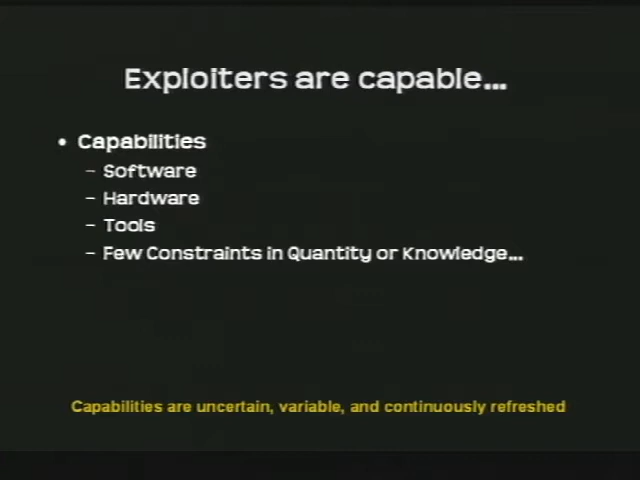 Exploiters are capable...
• Capabilities
– Software
– Hardware
– Tools
– Few Constraints in Quantity or Knowledge...
Capabilities are uncertain, variable, and continuously refreshed